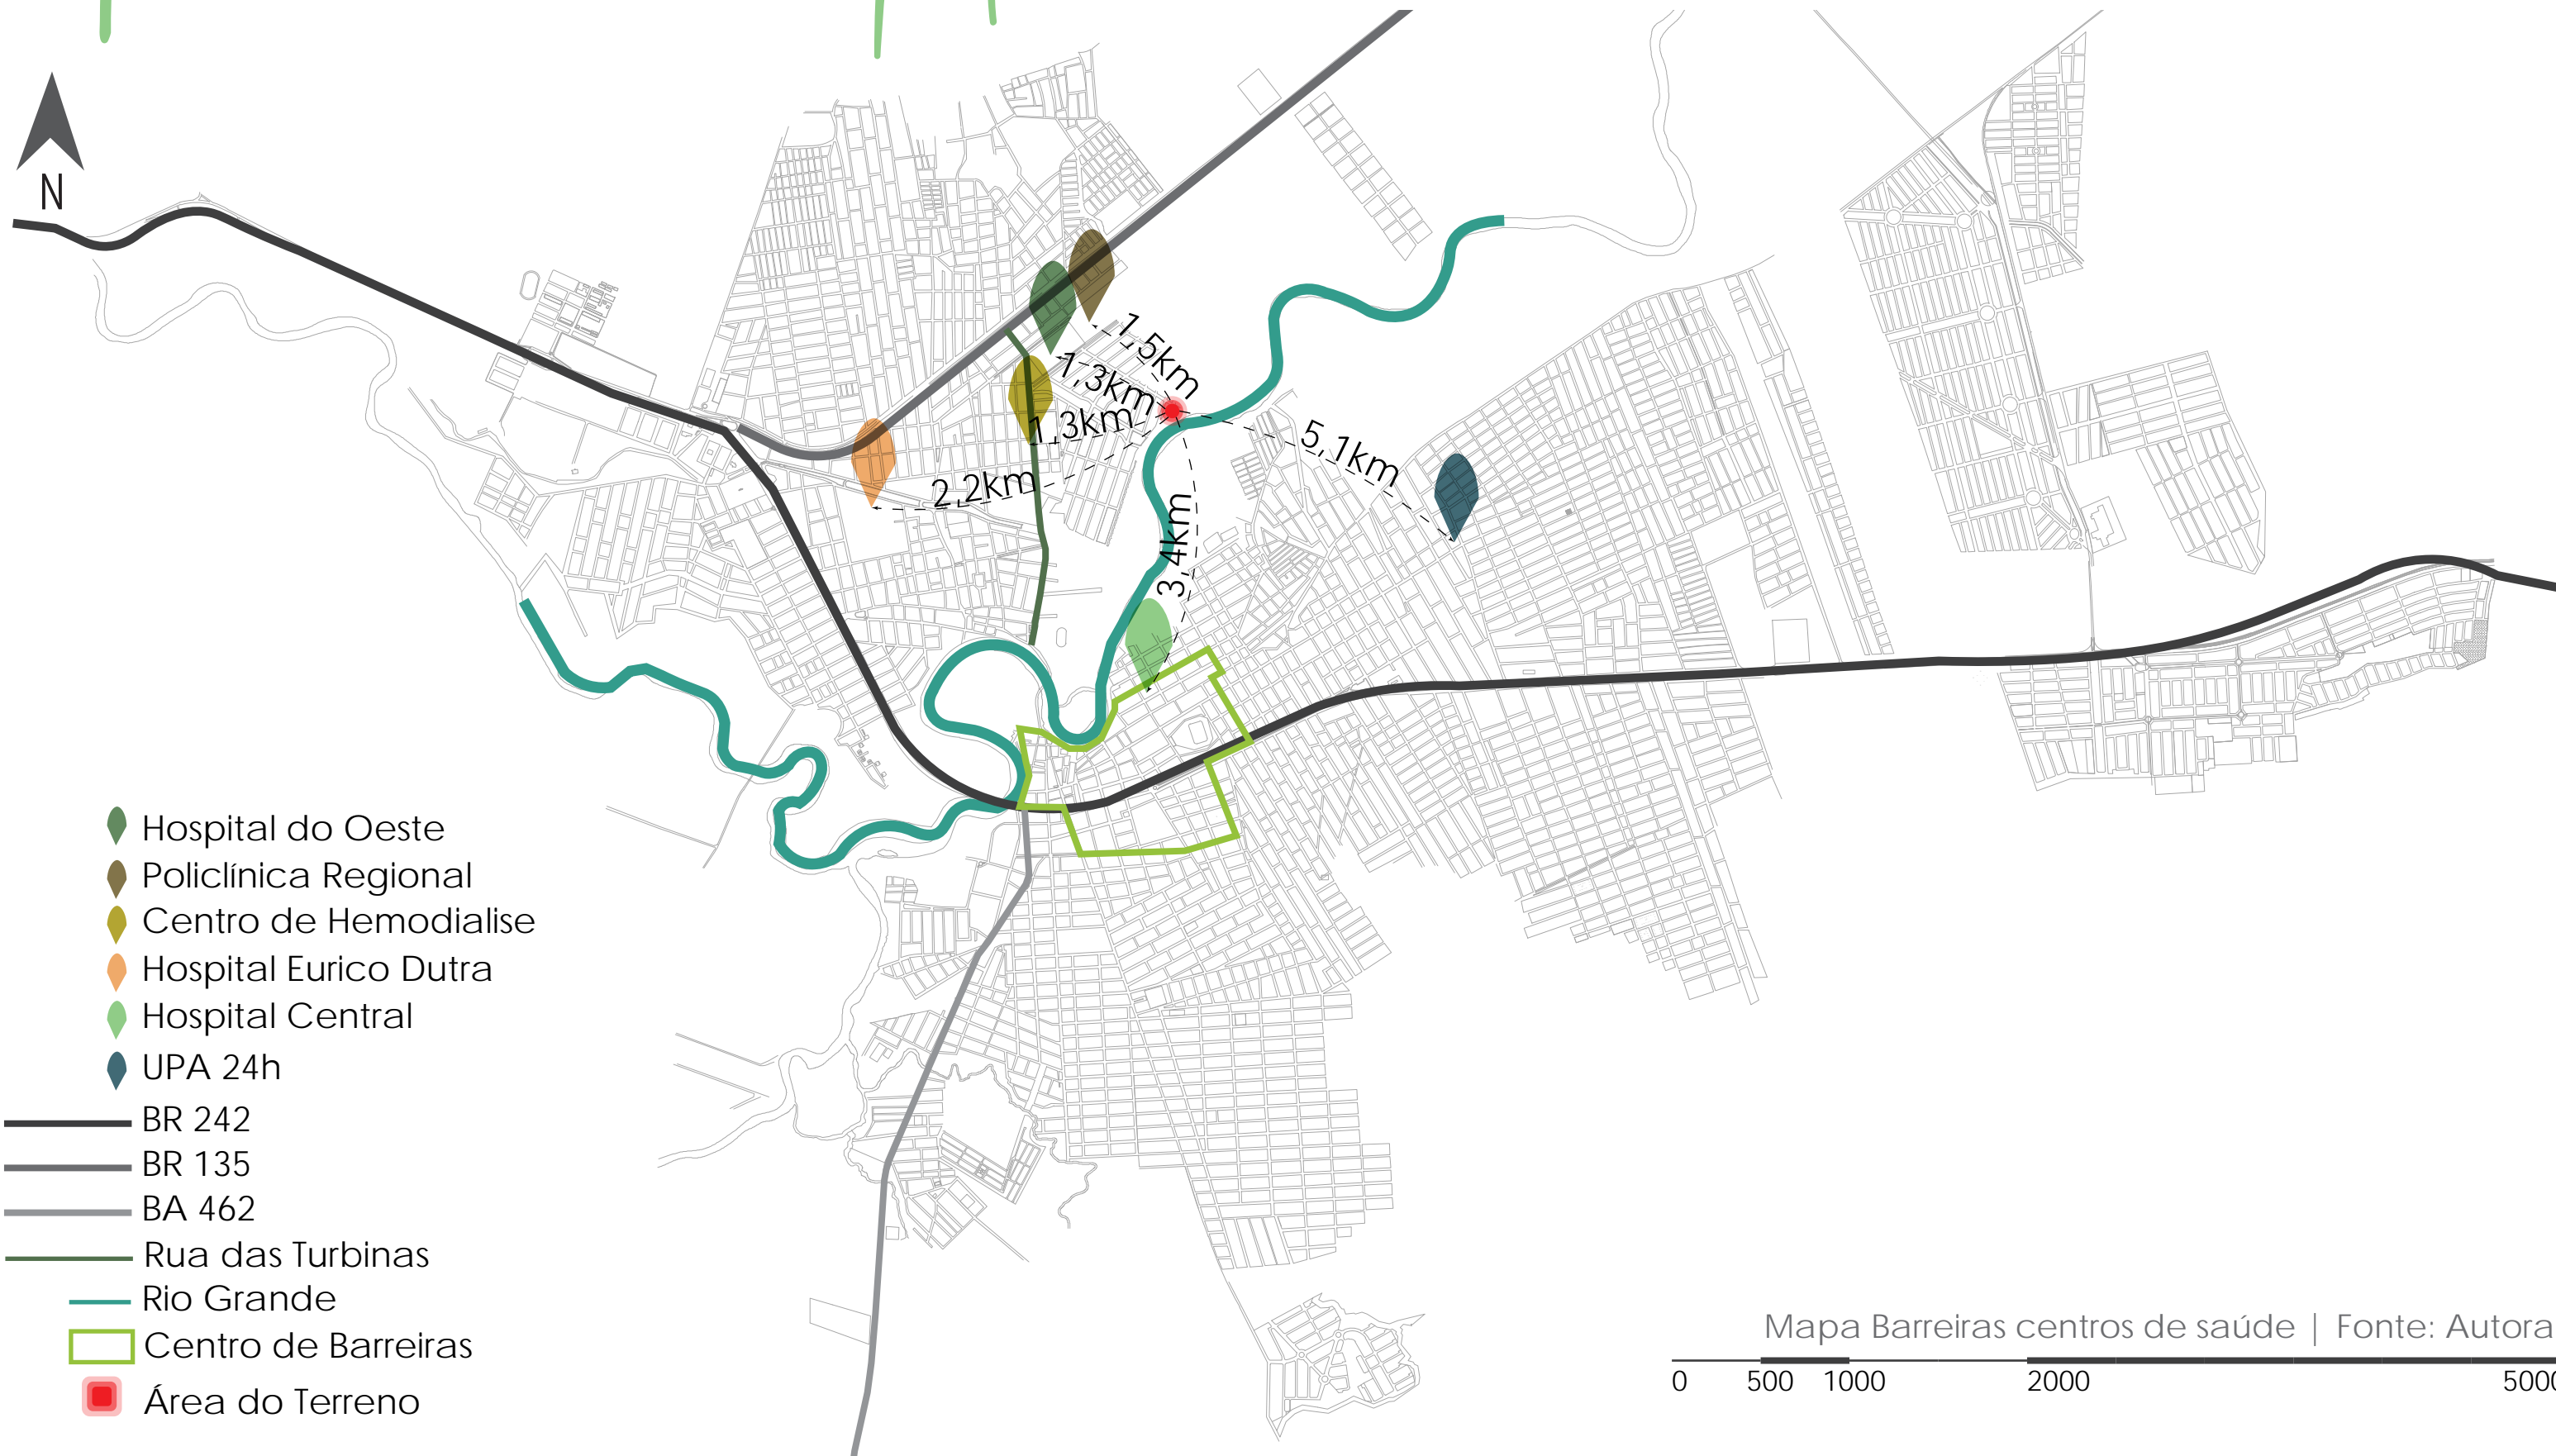 N
1,5km
1,3km
1,3km
2,2km
5,1km
3,4km
Hospital do Oeste
Policlínica Regional
Centro de Hemodialise
Hospital Eurico Dutra
Hospital Central
UPA 24h
BR 242
BR 135
BA 462
Rua das Turbinas
Rio Grande
Centro de Barreiras
Área do Terreno
Mapa Barreiras centros de saúde | Fonte: Autora
0 500 1000 2000 5000